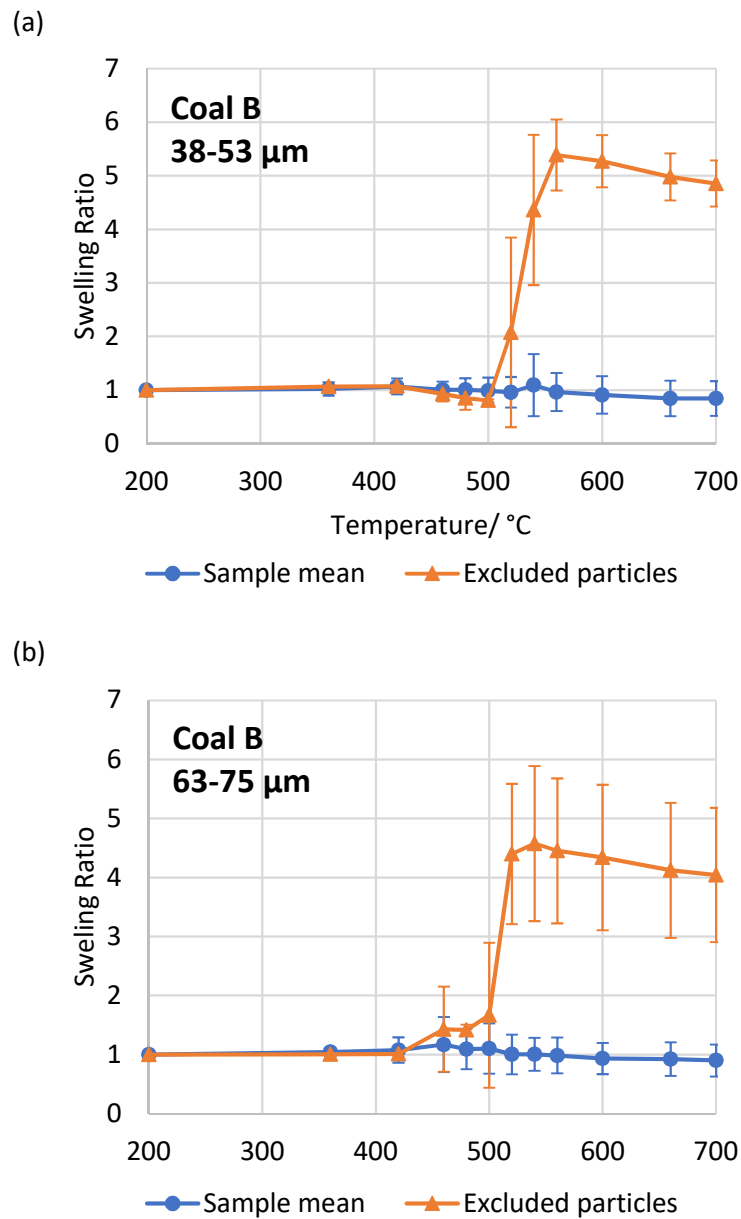 (a)
7
6
5
4
3
2
1
0
Swelling Ratio
Coal B
38-53 µm
200 300 400 500 600 700
Temperature/ °C
Sample mean Excluded particles
(b)
7
6
5
4
3
2
1
0
Sweling Ratio
Coal B
63-75 µm
200 300 400 500 600 700
Sample mean Excluded particles